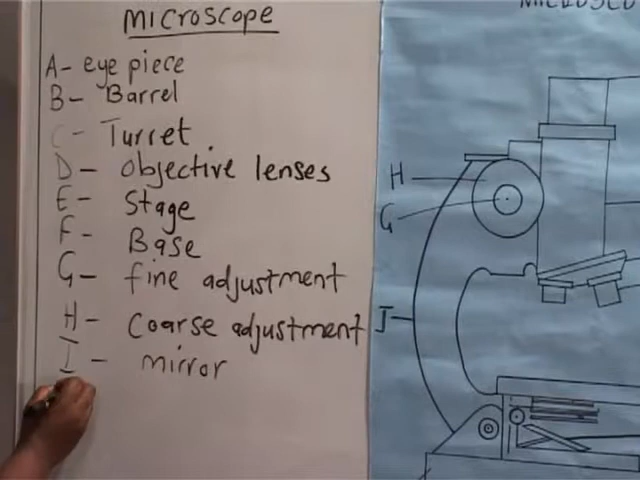 microscope
A- eye piece
B- Barrel
C- Turret
D- Objective lenses
E- Stage
F- Base
G- fine adjustment
H- Coarse adjustment
I- mirror
H
G
J